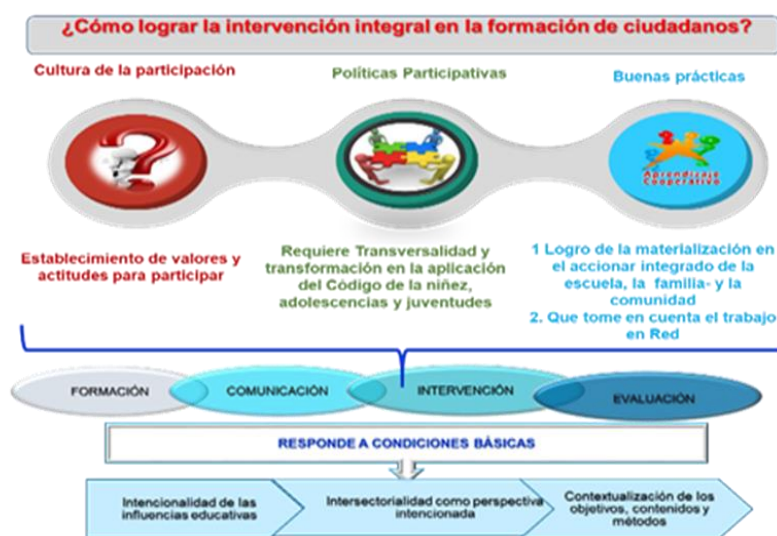 ¿Cómo lograr la intervención integral en la formación de ciudadanos?
Cultura de la participación
Políticas Participativas
Buenas prácticas
Aprendizaje
Cooperativo
Establecimiento de valores y
actitudes para participar
Requiere Transversalidad y
transformación en la aplicación
del Código de la niñez,
adolescencias y juventudes
1 Logro de la materialización en
el accionar integrado de la
escuela, la familia- y la
comunidad
2. Que tome en cuenta el trabajo
en Red
FORMACIÓN
COMUNICACIÓN
INTERVENCIÓN
EVALUACIÓN
RESPONDE A CONDICIONES BÁSICAS
Intencionalidad de las
influencias educativas
Intersectorialidad como perspectiva
intencionada
Contextualización de los
objetivos, contenidos y
métodos